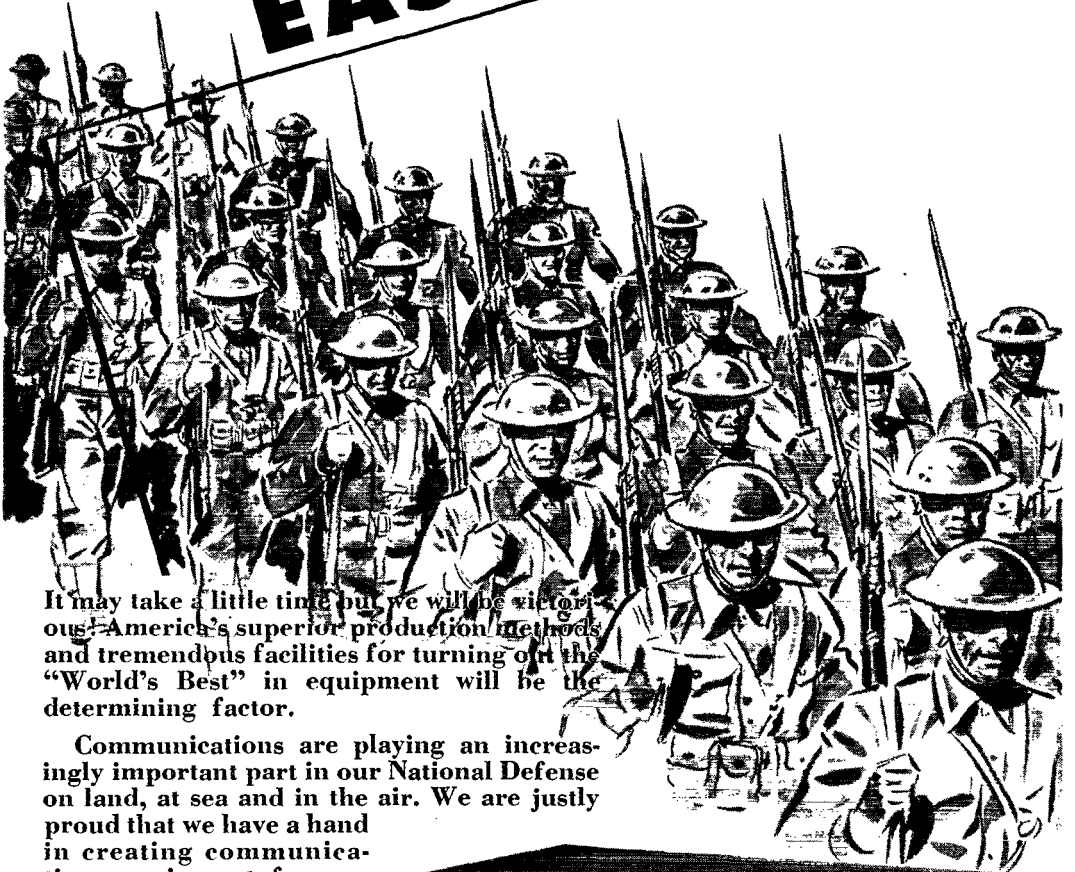 It may take a little time but we will be victori-
ous! America's superior production methods
and tremendous facilities for turning out the
“World's Best” in equipment will be the
determining factor.
Communications are playing an increas-
ingly important part in our National Defense
on land, at sea and in the air. We are justly
proud that we have a hand
in creating communica-